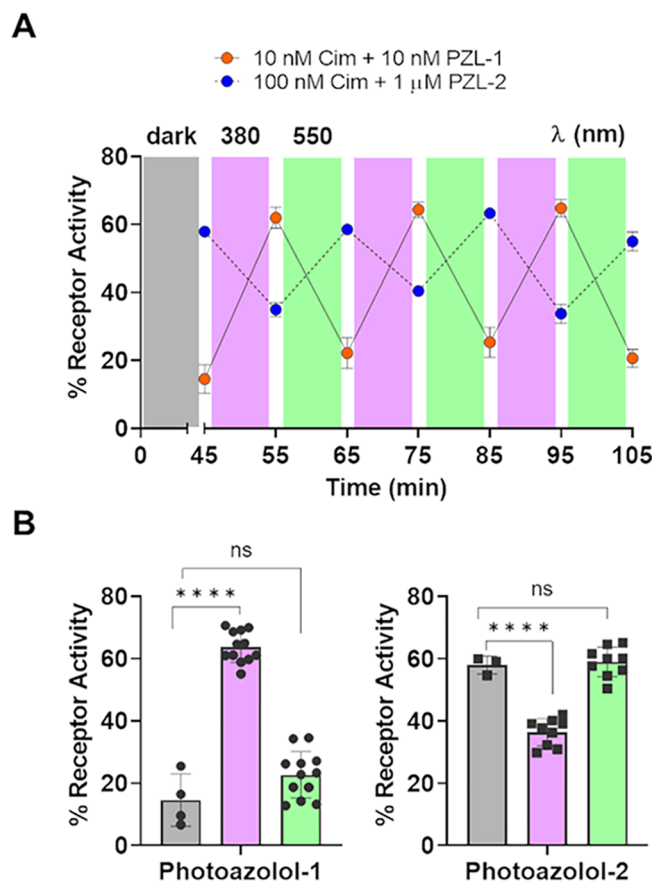 A
10 nM Cim + 10 nM PZL-1
100 nM Cim + 1 μM PZL-2
dark 380 550 λ (nm)
% Receptor Activity
80
60
40
20
0
0 45 55 65 75 85 95 105
Time (min)
B
ns
****
% Receptor Activity
80
60
40
20
0
Photoazolol-1
ns
****
% Receptor Activity
80
60
40
20
0
Photoazolol-2